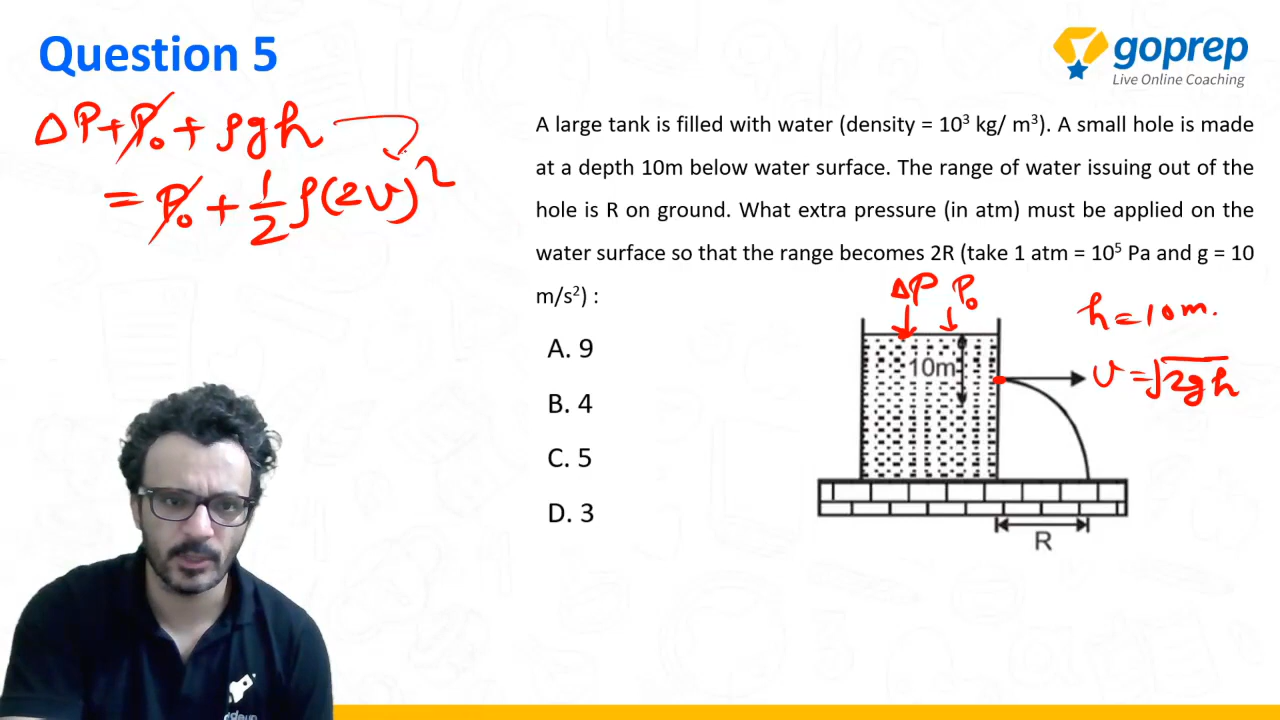 Question 5
goprep
Live Online Coaching
ΔP + P₀ + ρgh
= P₀ + 1/2 ρ(2v)²
A large tank is filled with water (density = 10³ kg/ m³). A small hole is made
at a depth 10m below water surface. The range of water issuing out of the
hole is R on ground. What extra pressure (in atm) must be applied on the
water surface so that the range becomes 2R (take 1 atm = 10⁵ Pa and g = 10
m/s²) :
A. 9
B. 4
C. 5
D. 3
ΔP P₀
10m
h = 10m.
v = √2gh
R